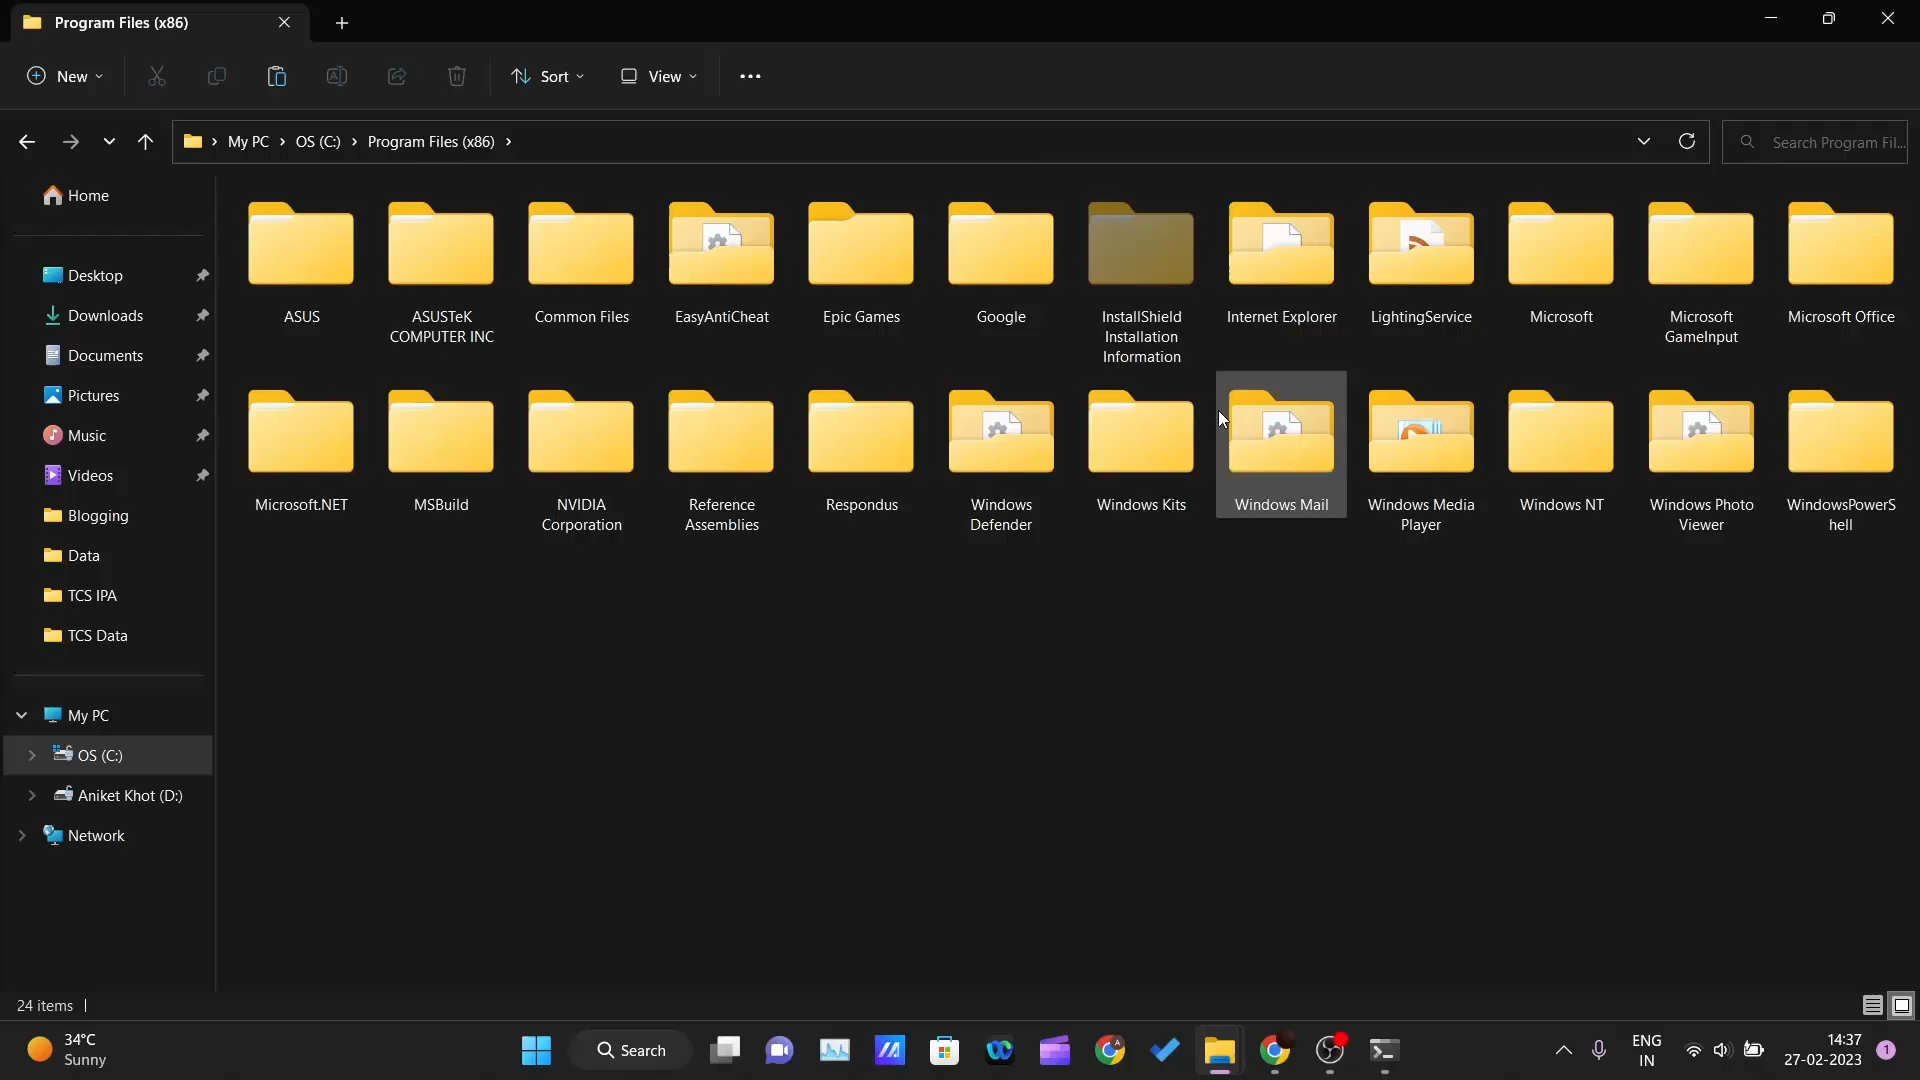 Program Files (x86)
New
Sort
View
My PC
OS (C:)
Program Files (x86)
Search Program Fil...
Home
Desktop
Downloads
Documents
Pictures
Music
Videos
Blogging
Data
TCS IPA
TCS Data
My PC
OS (C:)
Aniket Khot (D:)
Network
ASUS
ASUSTeK
COMPUTER INC
Common Files
EasyAntiCheat
Epic Games
Google
InstallShield
Installation
Information
Internet Explorer
LightingService
Microsoft
Microsoft
GameInput
Microsoft Office
Microsoft.NET
MSBuild
NVIDIA
Corporation
Reference
Assemblies
Respondus
Windows
Defender
Windows Kits
Windows Mail
Windows Media
Player
Windows NT
Windows Photo
Viewer
WindowsPowerS
hell
24 items
34°C
Sunny
Search
A
ENG
IN
14:37
27-02-2023
1